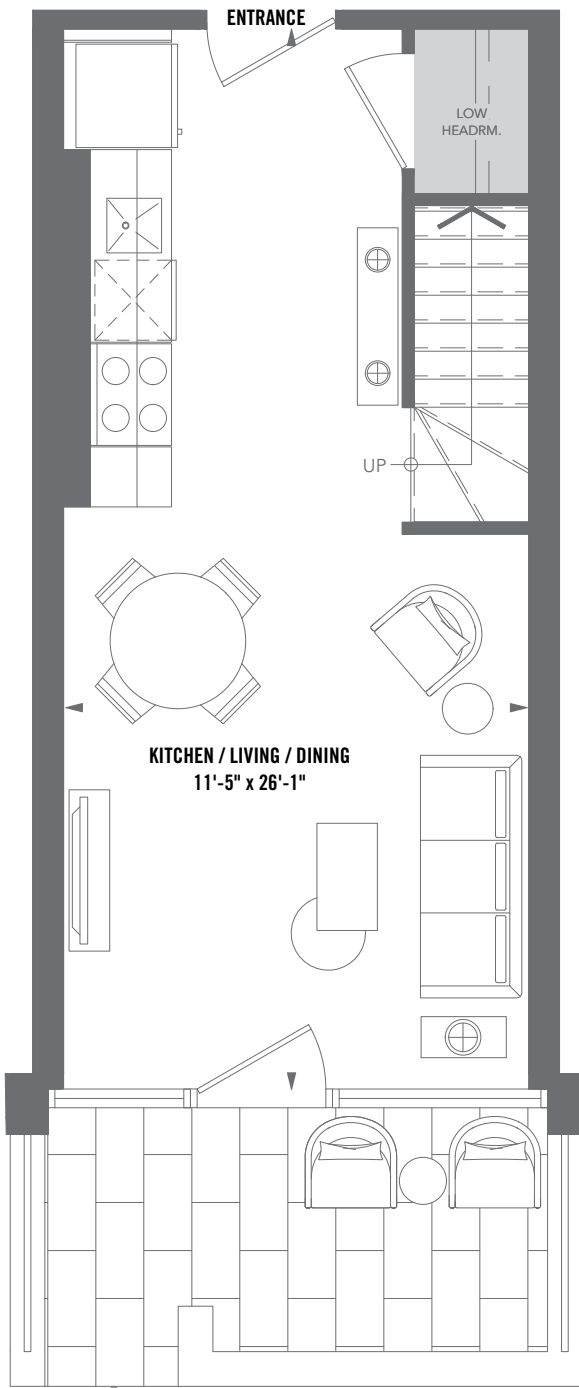 ENTRANCE
LOW
HEADRM.
UP
KITCHEN / LIVING / DINING
11'-5" x 26'-1"